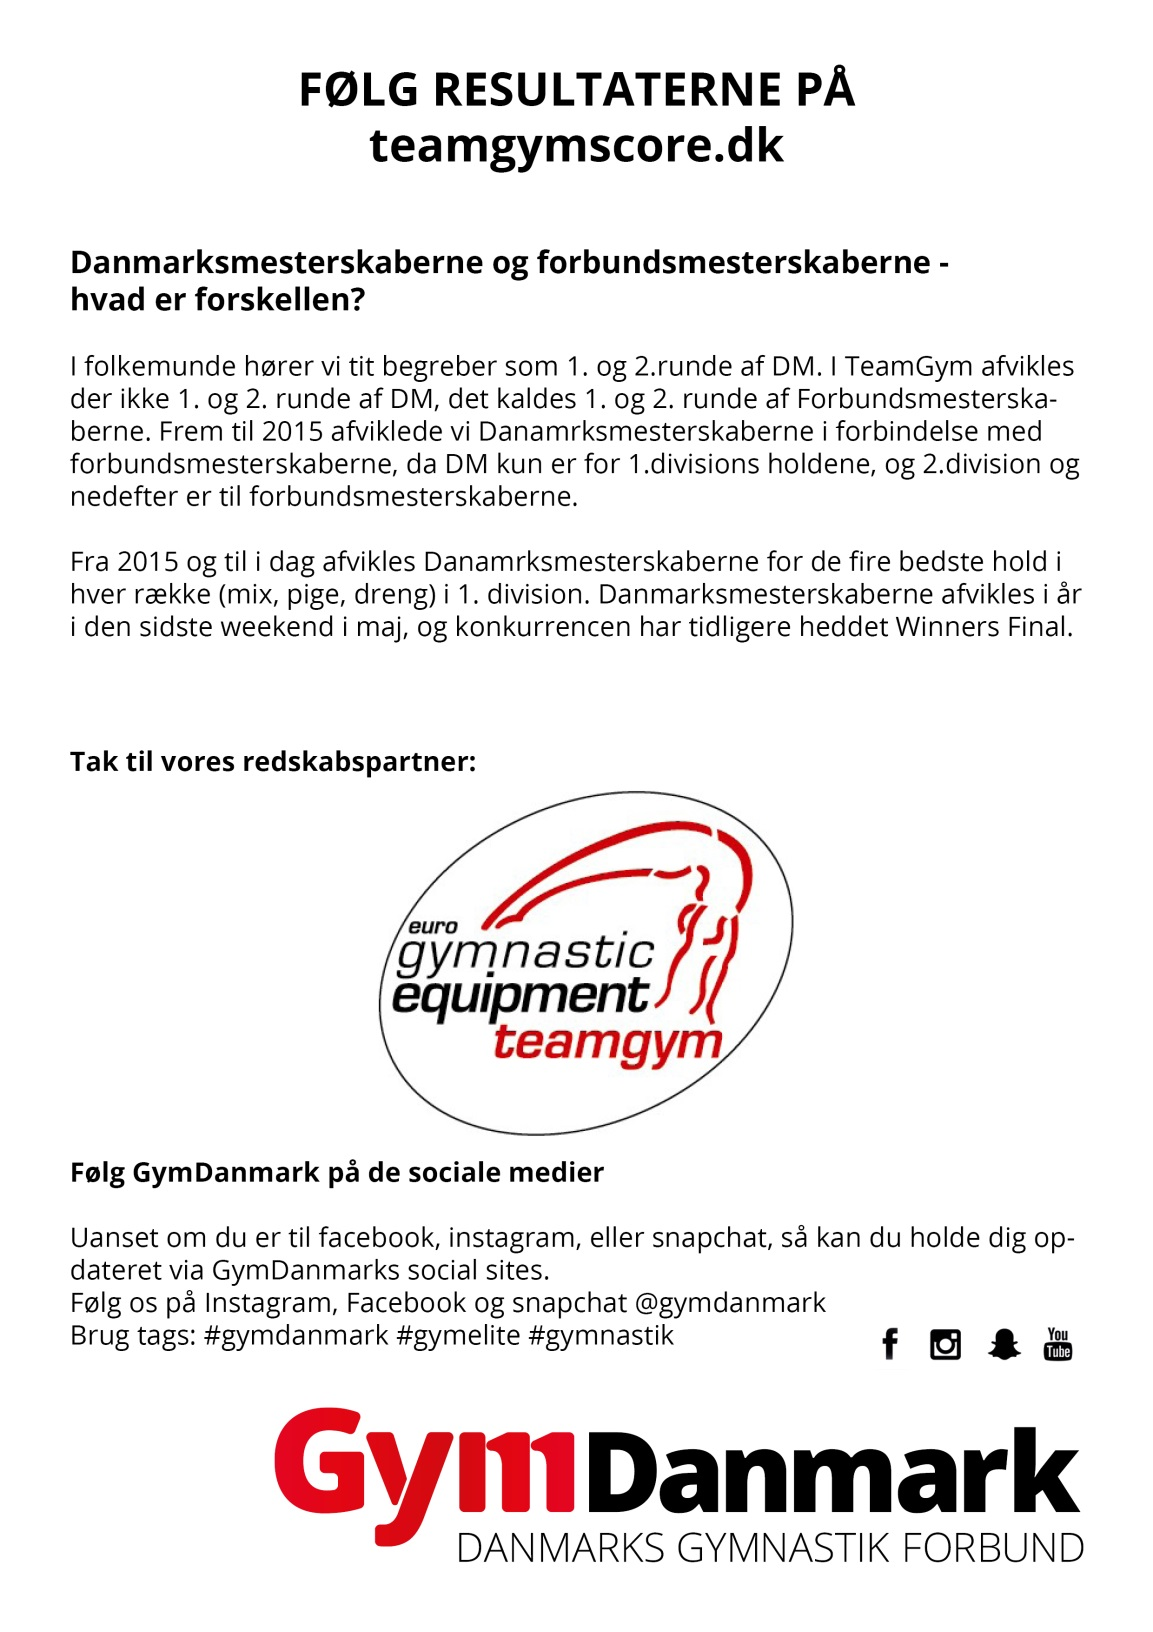 FØLG RESULTATERNE PÅ
teamgymscore.dk
Danmarksmesterskaberne og forbundsmesterskaberne -
hvad er forskellen?
I folkemunde hører vi tit begreber som 1. og 2.runde af DM. I TeamGym afvikles
der ikke 1. og 2. runde af DM, det kaldes 1. og 2. runde af Forbundsmesterska-
berne. Frem til 2015 afviklede vi Danamrksmesterskaberne i forbindelse med
forbundsmesterskaberne, da DM kun er for 1.divisions holdene, og 2.division og
nedefter er til forbundsmesterskaberne.
Fra 2015 og til i dag afvikles Danamrksmesterskaberne for de fire bedste hold i
hver række (mix, pige, dreng) i 1. division. Danmarksmesterskaberne afvikles i år
i den sidste weekend i maj, og konkurrencen har tidligere heddet Winners Final.
Tak til vores redskabspartner:
euro
gymnastic
equipment
teamgym
Følg GymDanmark på de sociale medier
Uanset om du er til facebook, instagram, eller snapchat, så kan du holde dig op-
dateret via GymDanmarks social sites.
Følg os på Instagram, Facebook og snapchat @gymdanmark
Brug tags: #gymdanmark #gymelite #gymnastik
f
You
Tube
GymDanmark
DANMARKS GYMNASTIK FORBUND